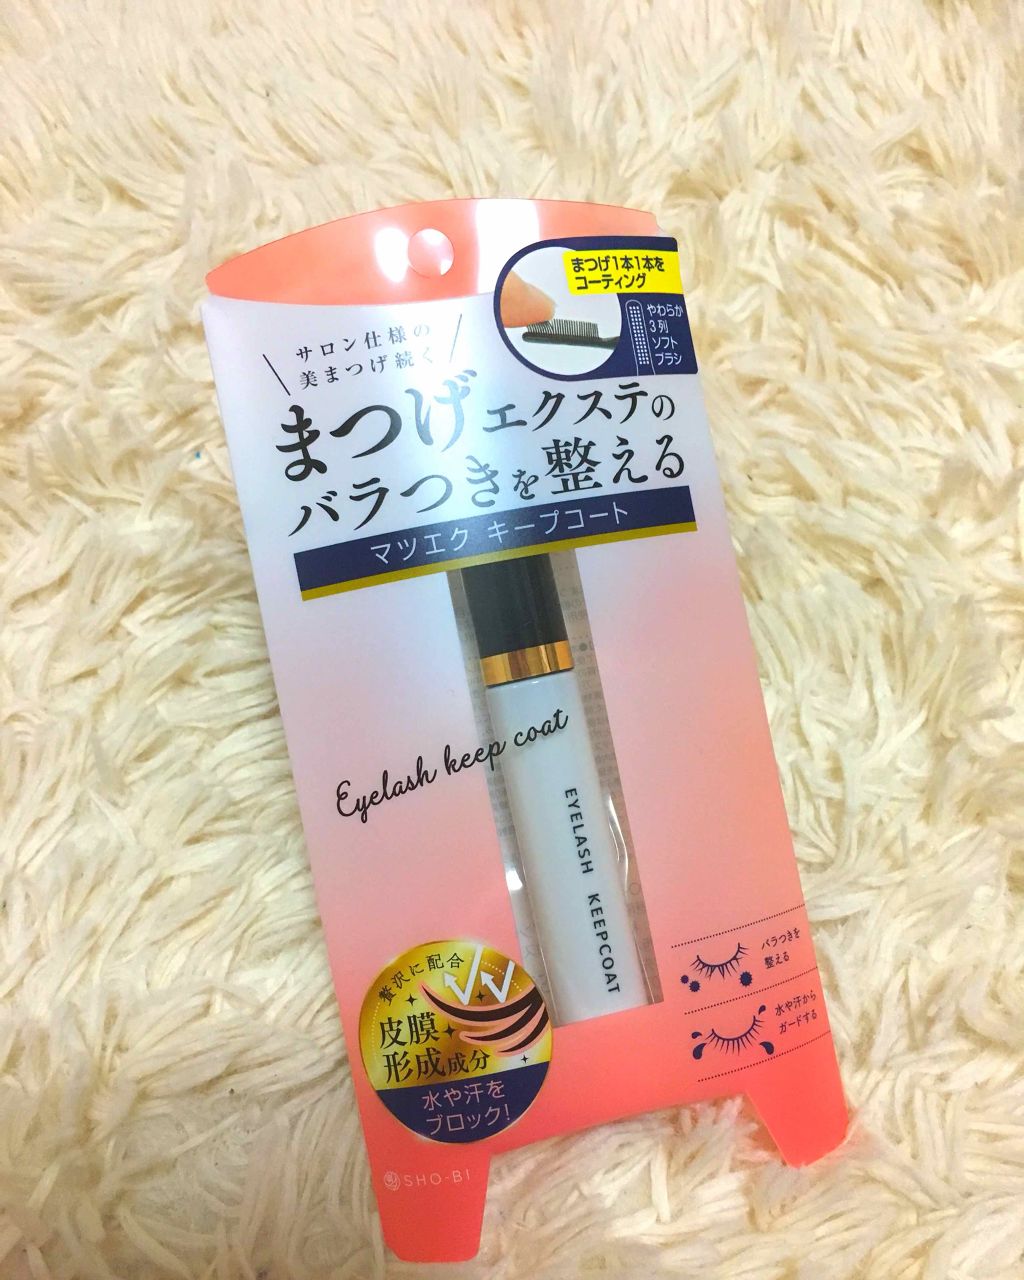 まつげ1本1本を
コーティング
やわらか
3列
ソフト
ブラシ
サロン仕様の
美まつげ続く
まつげエクステの
バラつきを整える
マツエク キープコート
Eyelash keep coat
EYELASH KEEPCOAT
贅沢に配合
皮膜
形成成分
水や汗を
ブロック!
バラつきを
整える
水や汗から
ガードする
SHO-BI